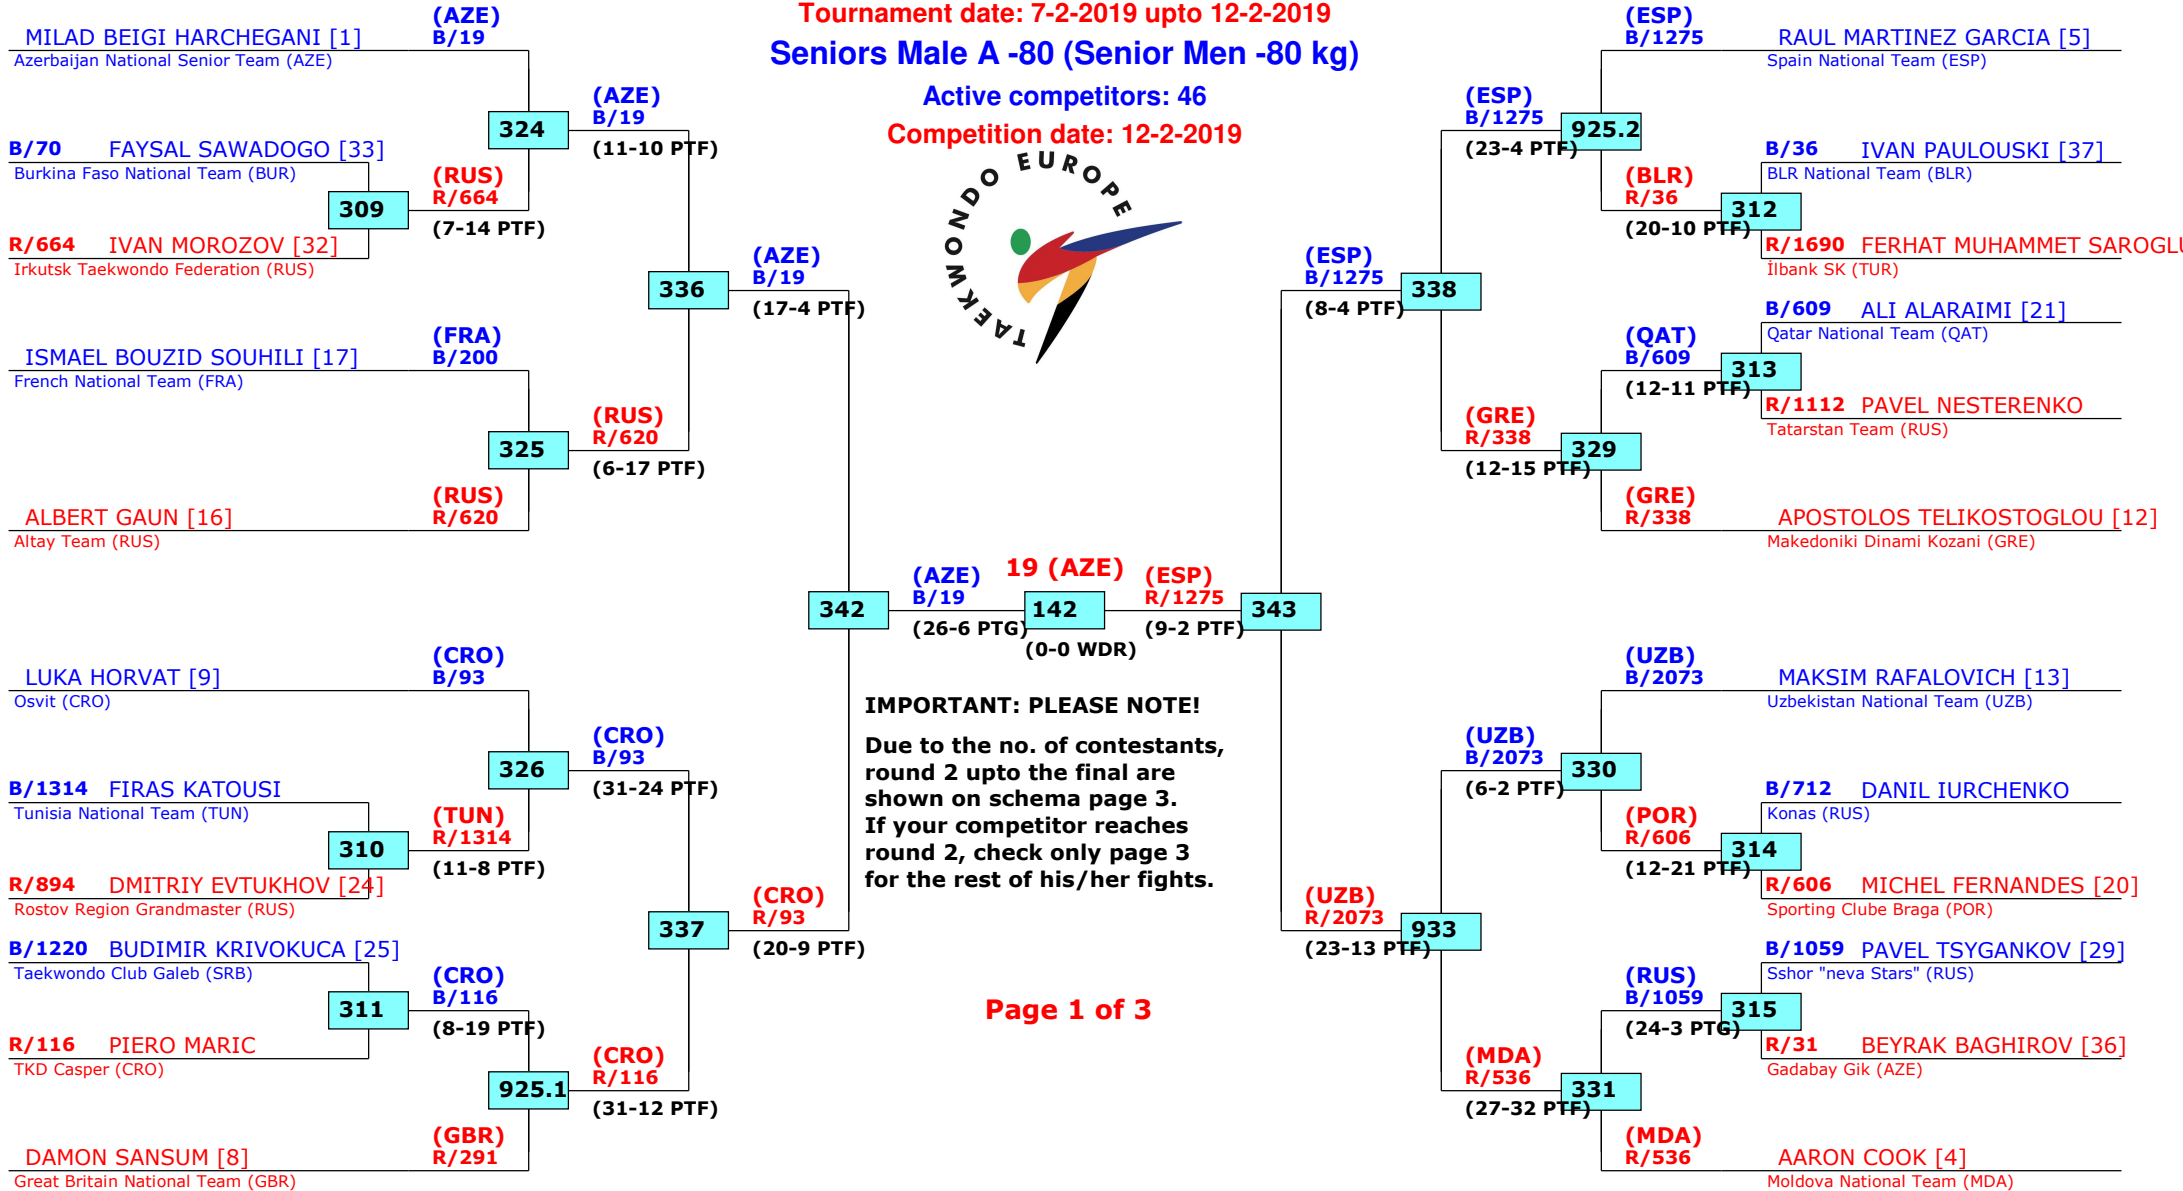 Tournament date: 7-2-2019 upto 12-2-2019
Seniors Male A -80 (Senior Men -80 kg)
Active competitors: 46
Competition date: 12-2-2019
TAEKWONDO EUROPE
(AZE)
MILAD BEIGI HARCHEGANI [1] B/19
Azerbaijan National Senior Team (AZE)
324
(AZE)
B/19
(11-10 PTF)
B/70 FAYSAL SAWADOGO [33]
Burkina Faso National Team (BUR)
309
(RUS)
R/664
(7-14 PTF)
R/664 IVAN MOROZOV [32]
Irkutsk Taekwondo Federation (RUS)
336
(AZE)
B/19
(17-4 PTF)
(FRA)
ISMAEL BOUZID SOUHILI [17] B/200
French National Team (FRA)
325
(RUS)
R/620
(6-17 PTF)
(RUS)
ALBERT GAUN [16] R/620
Altay Team (RUS)
342
(AZE)
B/19
(26-6 PTG)
19 (AZE)
142
(0-0 WDR)
(ESP)
R/1275
(9-2 PTF)
343
(CRO)
LUKA HORVAT [9] B/93
Osvit (CRO)
326
(CRO)
B/93
(31-24 PTF)
B/1314 FIRAS KATOUSI
Tunisia National Team (TUN)
310
(TUN)
R/1314
(11-8 PTF)
R/894 DMITRIY EVTUKHOV [24]
Rostov Region Grandmaster (RUS)
337
(CRO)
R/93
(20-9 PTF)
B/1220 BUDIMIR KRIVOKUCA [25]
Taekwondo Club Galeb (SRB)
311
(CRO)
B/116
(8-19 PTF)
R/116 PIERO MARIC
TKD Casper (CRO)
925.1
(CRO)
R/116
(31-12 PTF)
(GBR)
DAMON SANSUM [8] R/291
Great Britain National Team (GBR)
IMPORTANT: PLEASE NOTE!
Due to the no. of contestants,
round 2 upto the final are
shown on schema page 3.
If your competitor reaches
round 2, check only page 3
for the rest of his/her fights.
Page 1 of 3
(ESP)
B/1275 RAUL MARTINEZ GARCIA [5]
Spain National Team (ESP)
(ESP)
B/1275
(23-4 PTF)
925.2
B/36 IVAN PAULOUSKI [37]
BLR National Team (BLR)
(BLR)
R/36
(20-10 PTF)
312
R/1690 FERHAT MUHAMMET SAROGLU
İlbank SK (TUR)
(ESP)
B/1275
(8-4 PTF)
338
B/609 ALI ALARAIMI [21]
Qatar National Team (QAT)
(QAT)
B/609
(12-11 PTF)
313
R/1112 PAVEL NESTERENKO
Tatarstan Team (RUS)
(GRE)
R/338
(12-15 PTF)
329
(GRE)
R/338 APOSTOLOS TELIKOSTOGLOU [12]
Makedoniki Dinami Kozani (GRE)
(UZB)
B/2073 MAKSIM RAFALOVICH [13]
Uzbekistan National Team (UZB)
(UZB)
B/2073
(6-2 PTF)
330
B/712 DANIL IURCHENKO
Konas (RUS)
(POR)
R/606
(12-21 PTF)
314
R/606 MICHEL FERNANDES [20]
Sporting Clube Braga (POR)
(UZB)
R/2073
(23-13 PTF)
933
B/1059 PAVEL TSYGANKOV [29]
Sshor "neva Stars" (RUS)
(RUS)
B/1059
(24-3 PTG)
315
R/31 BEYRAK BAGHIROV [36]
Gadabay Gik (AZE)
(MDA)
R/536
(27-32 PTF)
331
(MDA)
R/536 AARON COOK [4]
Moldova National Team (MDA)